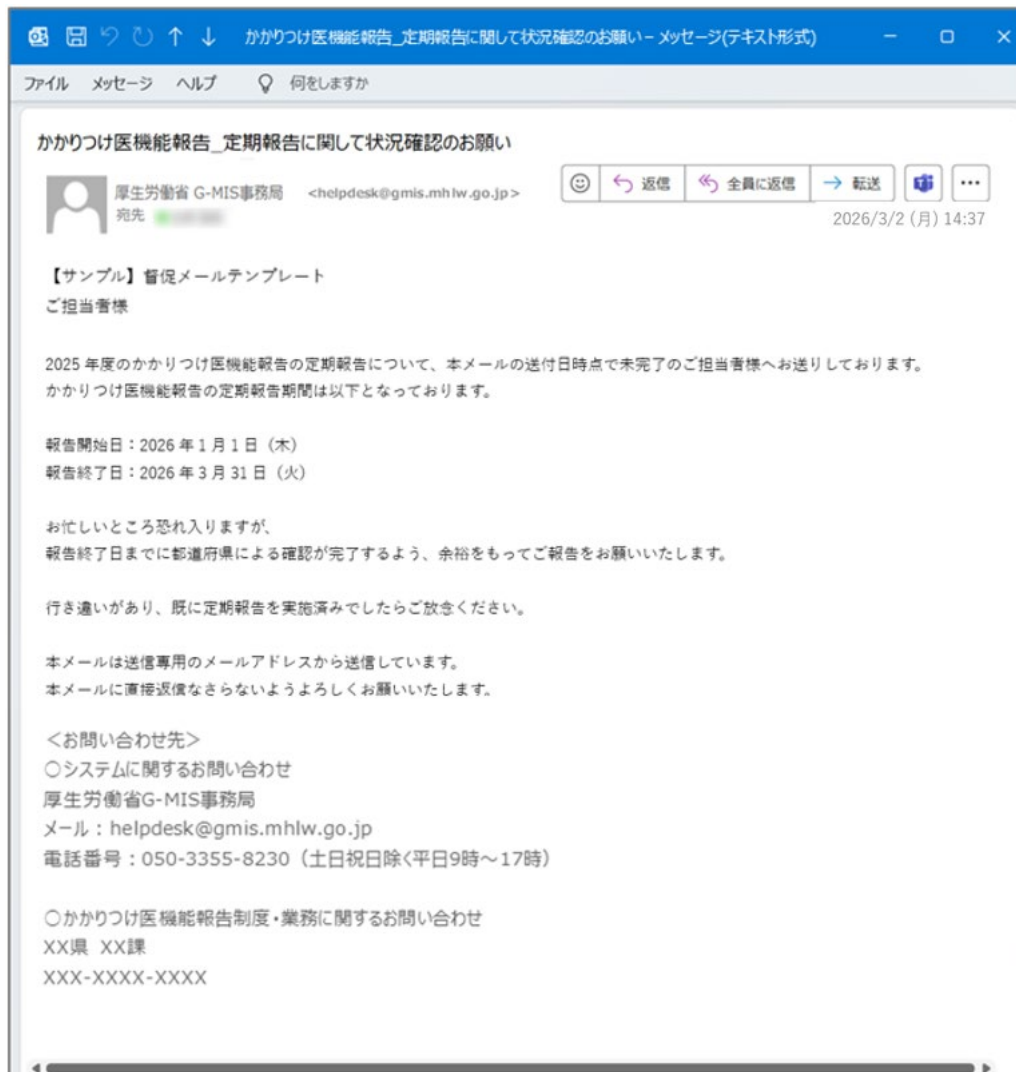 かかりつけ医機能報告_定期報告に関して状況確認のお願い – メッセージ(テキスト形式)
ファイル メッセージ ヘルプ 何をしますか
かかりつけ医機能報告_定期報告に関して状況確認のお願い
厚生労働省 G-MIS事務局 <helpdesk@gmis.mhlw.go.jp>
返信 全員に返信 転送
宛先
2026/3/2 (月) 14:37
【サンプル】督促メールテンプレート
ご担当者様
2025 年度のかかりつけ医機能報告の定期報告について、本メールの送付日時点で未完了のご担当者様へお送りしております。
かかりつけ医機能報告の定期報告期間は以下となっております。
報告開始日：2026 年 1 月 1 日（木）
報告終了日：2026 年 3 月 31 日（火）
お忙しいところ恐れ入りますが、
報告終了日までに都道府県による確認が完了するよう、余裕をもってご報告をお願いいたします。
行き違いがあり、既に定期報告を実施済みでしたらご放念ください。
本メールは送信専用のメールアドレスから送信しています。
本メールに直接返信なさらないようよろしくお願いいたします。
＜お問い合わせ先＞
○システムに関するお問い合わせ
厚生労働省G-MIS事務局
メール：helpdesk@gmis.mhlw.go.jp
電話番号：050-3355-8230（土日祝日除く平日9時～17時）
○かかりつけ医機能報告制度・業務に関するお問い合わせ
XX県 XX課
XXX-XXXX-XXXX